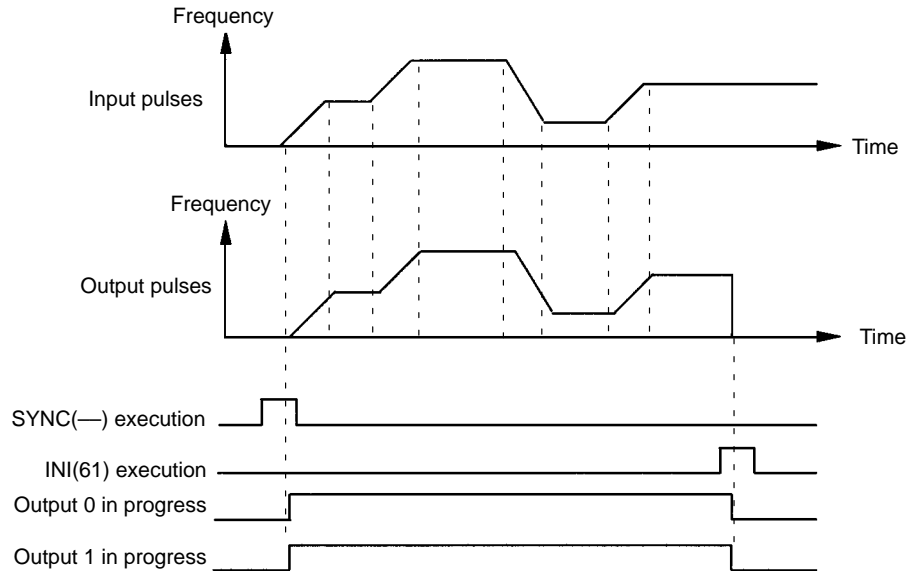 Frequency
Input pulses
Time
Frequency
Output pulses
Time
SYNC(––) execution
INI(61) execution
Output 0 in progress
Output 1 in progress